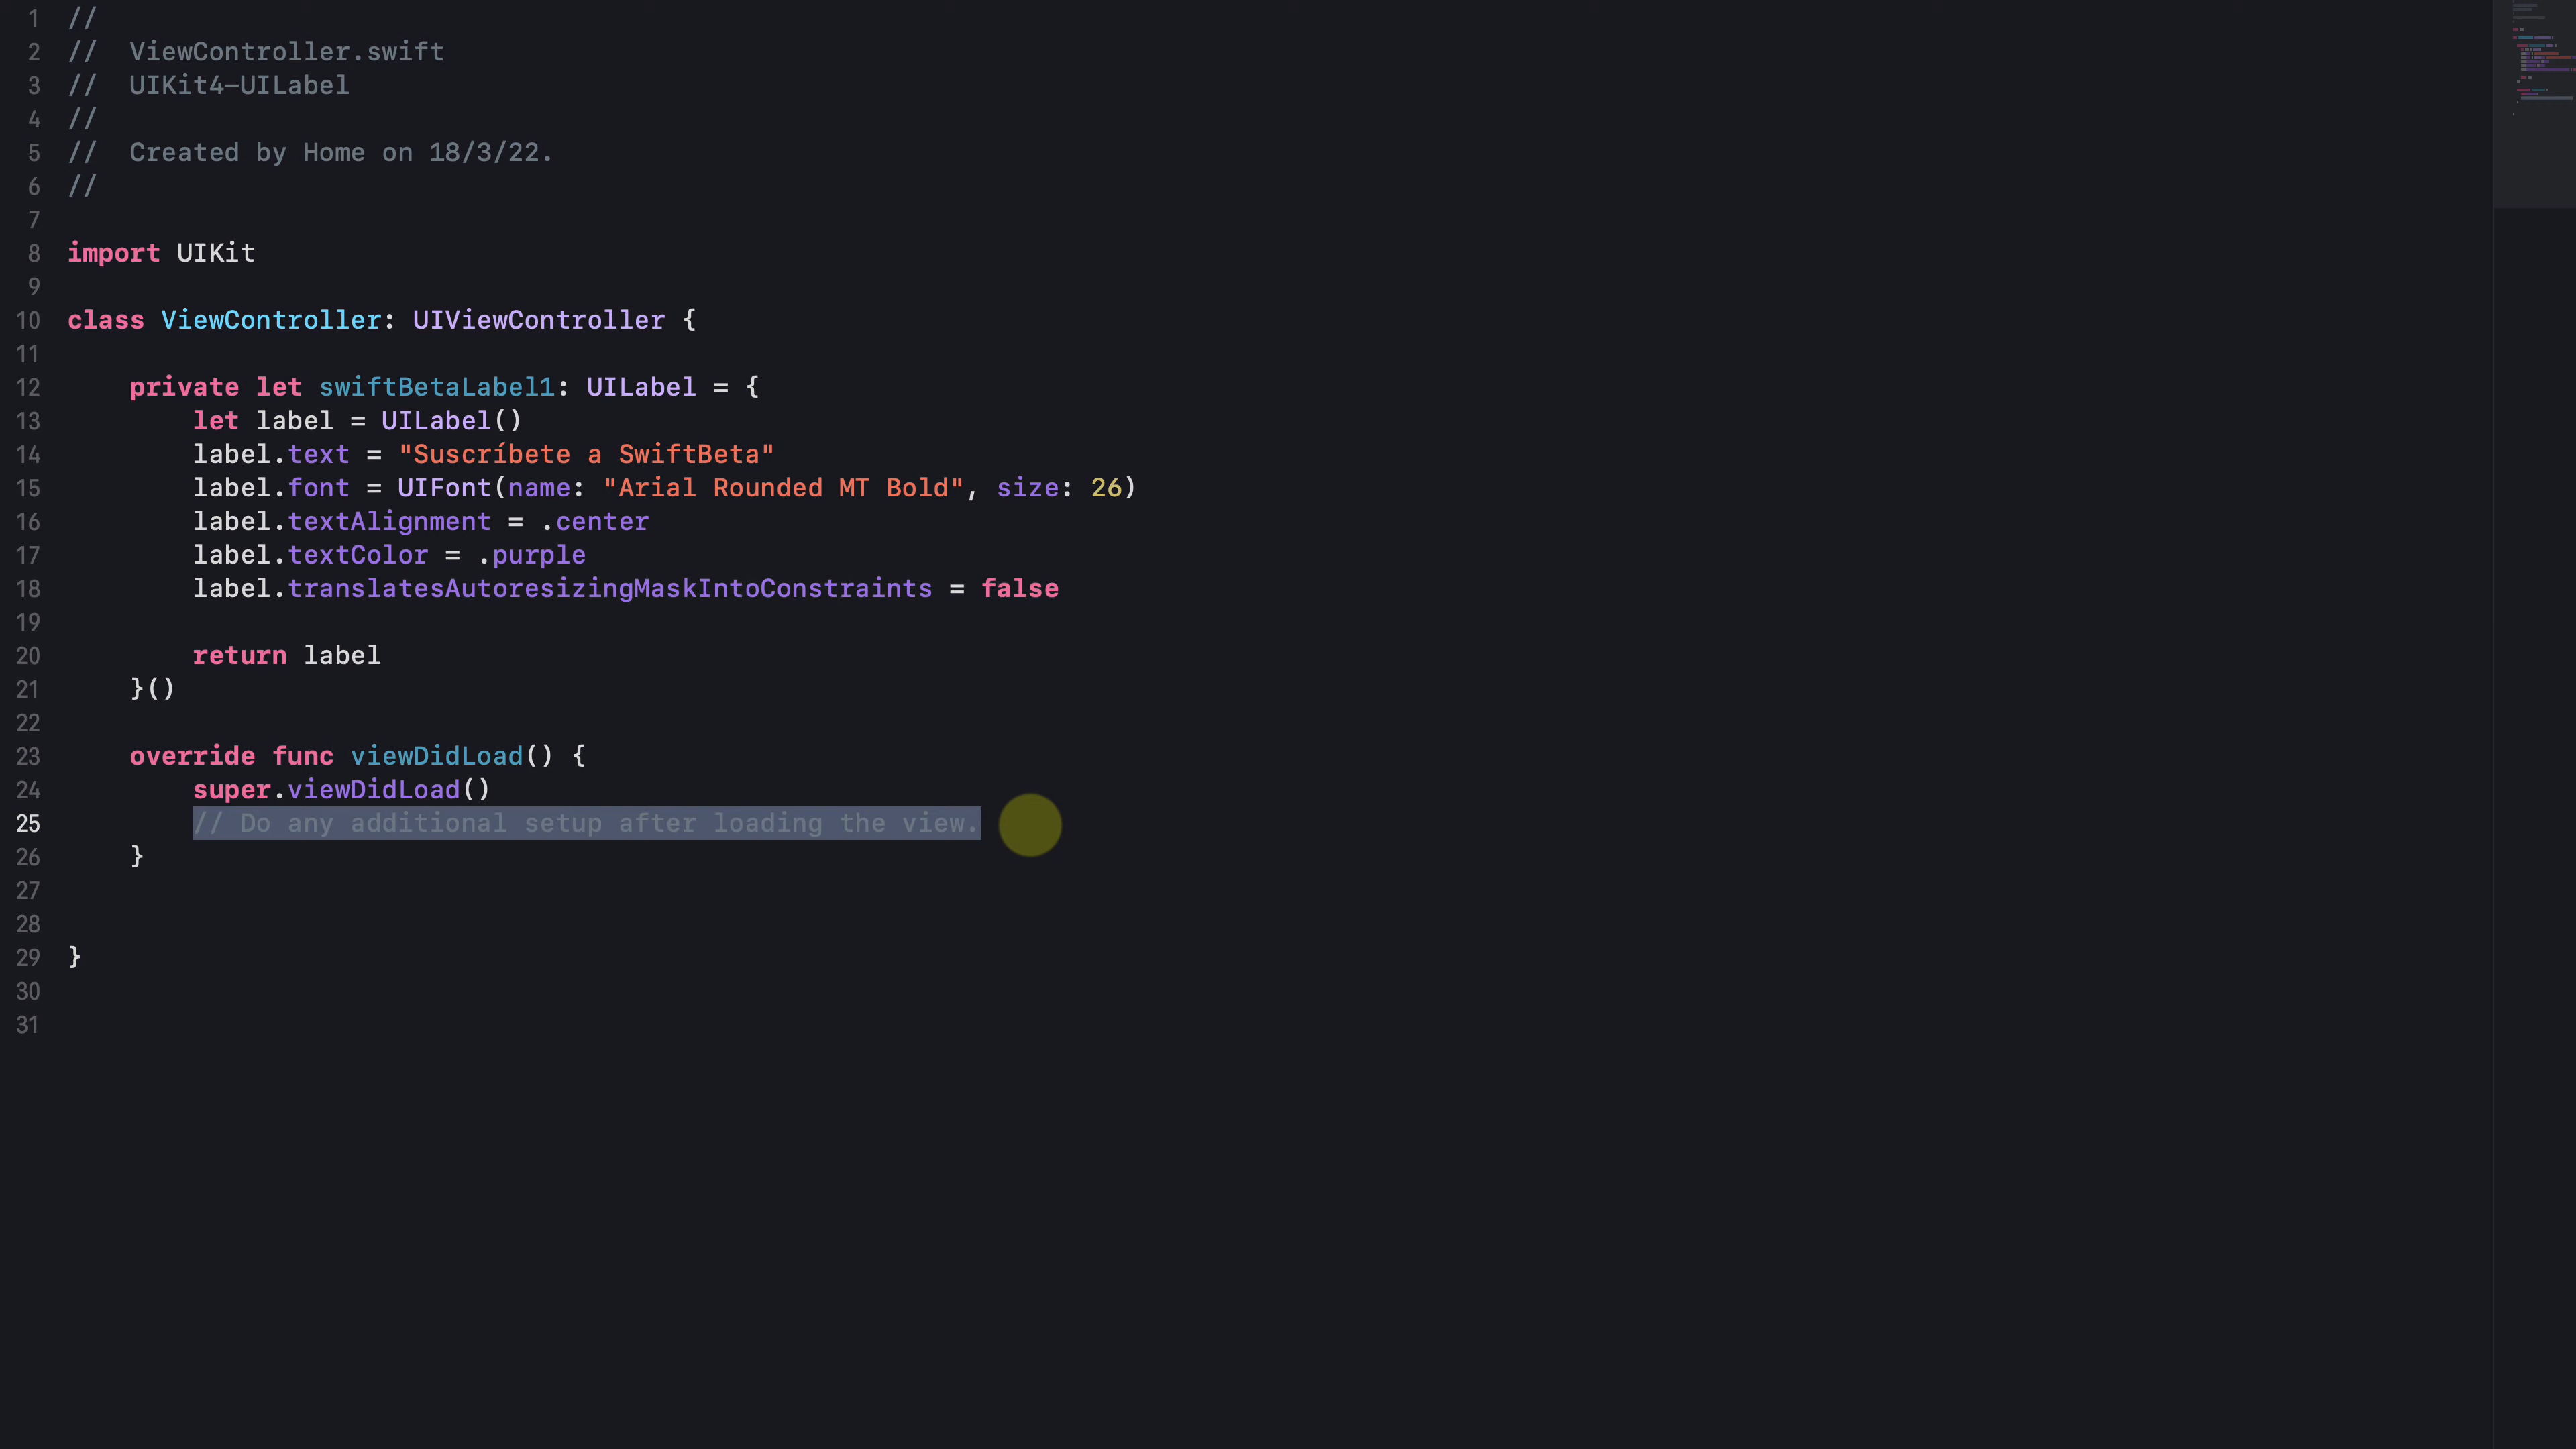 1 //
2 //  ViewController.swift
3 //  UIKit4-UILabel
4 //
5 //  Created by Home on 18/3/22.
6 //
7
8 import UIKit
9
10 class ViewController: UIViewController {
11
12     private let swiftBetaLabel1: UILabel = {
13         let label = UILabel()
14         label.text = "Suscríbete a SwiftBeta"
15         label.font = UIFont(name: "Arial Rounded MT Bold", size: 26)
16         label.textAlignment = .center
17         label.textColor = .purple
18         label.translatesAutoresizingMaskIntoConstraints = false
19
20         return label
21     }()
22
23     override func viewDidLoad() {
24         super.viewDidLoad()
25         // Do any additional setup after loading the view.
26     }
27
28
29 }
30
31